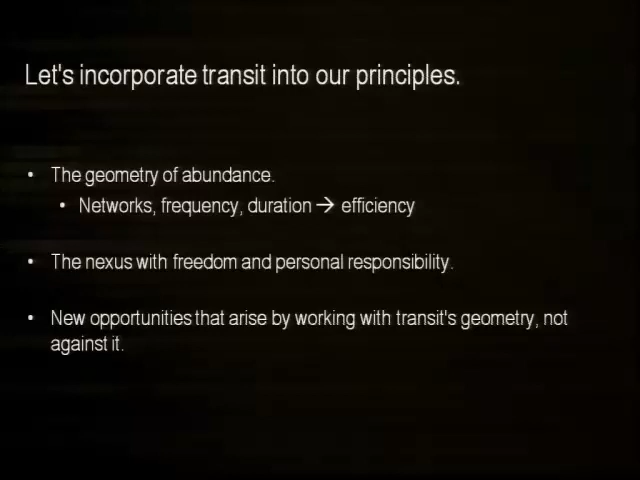 Let's incorporate transit into our principles.
• The geometry of abundance.
• Networks, frequency, duration → efficiency
• The nexus with freedom and personal responsibility.
• New opportunities that arise by working with transit's geometry, not
against it.